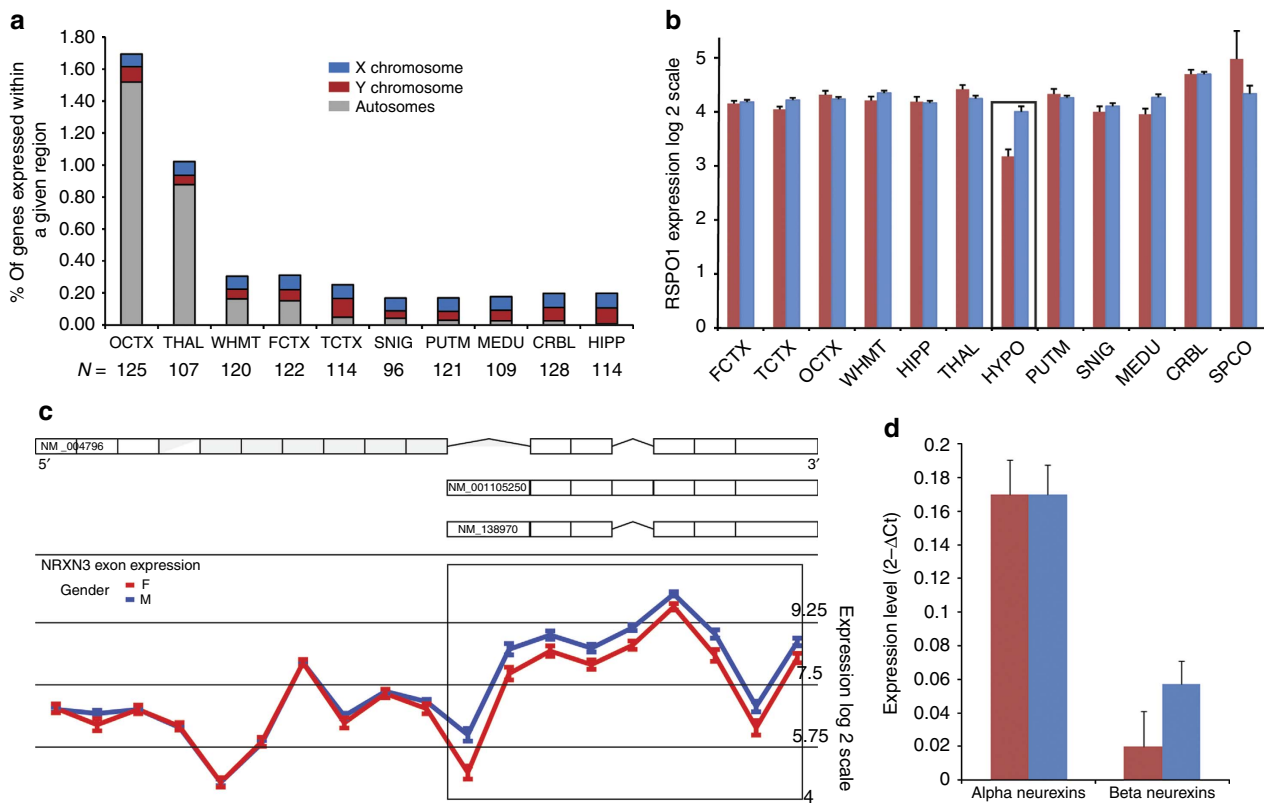 a
1.80
1.60
1.40
1.20
1.00
0.80
0.60
0.40
0.20
0.00
% Of genes expressed within
a given region
X chromosome
Y chromosome
Autosomes
OCTX THAL WHMT FCTX TCTX SNIG PUTM MEDU CRBL HIPP
N = 125 107 120 122 114 96 121 109 128 114
b
5
4
3
2
1
0
RSPO1 expression log 2 scale
FCTX TCTX OCTX WHMT HIPP THAL HYPO PUTM SNIG MEDU CRBL SPCO
c
NM _004796
5′ 3′
NM_001105250
NM_138970
NRXN3 exon expression
Gender
F
M
9.25
7.5
5.75
4
Expression log 2 scale
d
0.2
0.18
0.16
0.14
0.12
0.1
0.08
0.06
0.04
0.02
0
Expression level (2–ΔCt)
Alpha neurexins Beta neurexins